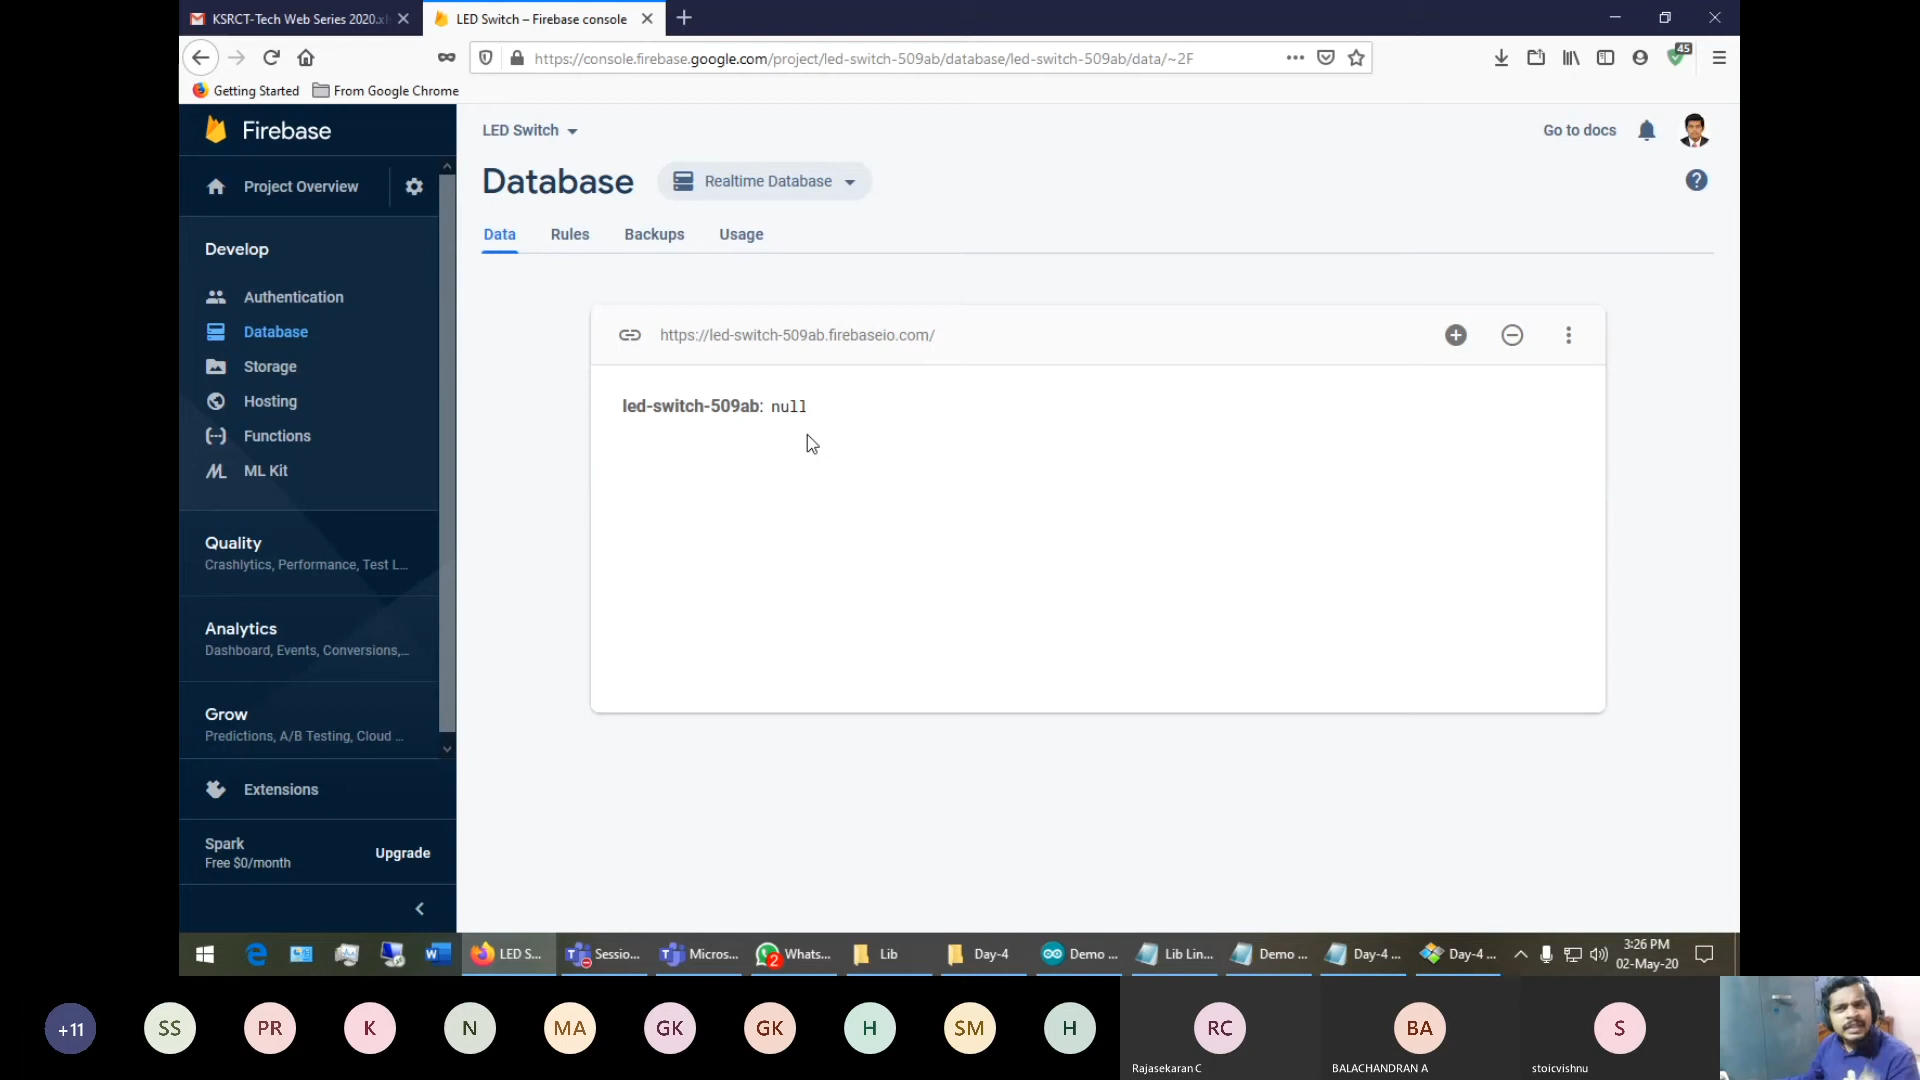 KSRCT-Tech Web Series 2020.xl
LED Switch – Firebase console
https://console.firebase.google.com/project/led-switch-509ab/database/led-switch-509ab/data/~2F
45
Getting Started
From Google Chrome
Firebase
LED Switch
Go to docs
Project Overview
Database
Realtime Database
Data
Rules
Backups
Usage
Develop
Authentication
Database
Storage
Hosting
Functions
ML Kit
https://led-switch-509ab.firebaseio.com/
led-switch-509ab: null
Quality
Crashlytics, Performance, Test L...
Analytics
Dashboard, Events, Conversions,...
Grow
Predictions, A/B Testing, Cloud ...
Extensions
Spark
Free $0/month
Upgrade
LED S...
Sessio...
Micros...
2
Whats...
Lib
Day-4
Demo ...
Lib Lin...
Demo ...
Day-4 ...
Day-4 ...
3:26 PM
02-May-20
+11
SS
PR
K
N
MA
GK
GK
H
SM
H
RC
BA
S
Rajasekaran C
BALACHANDRAN A
stoicvishnu